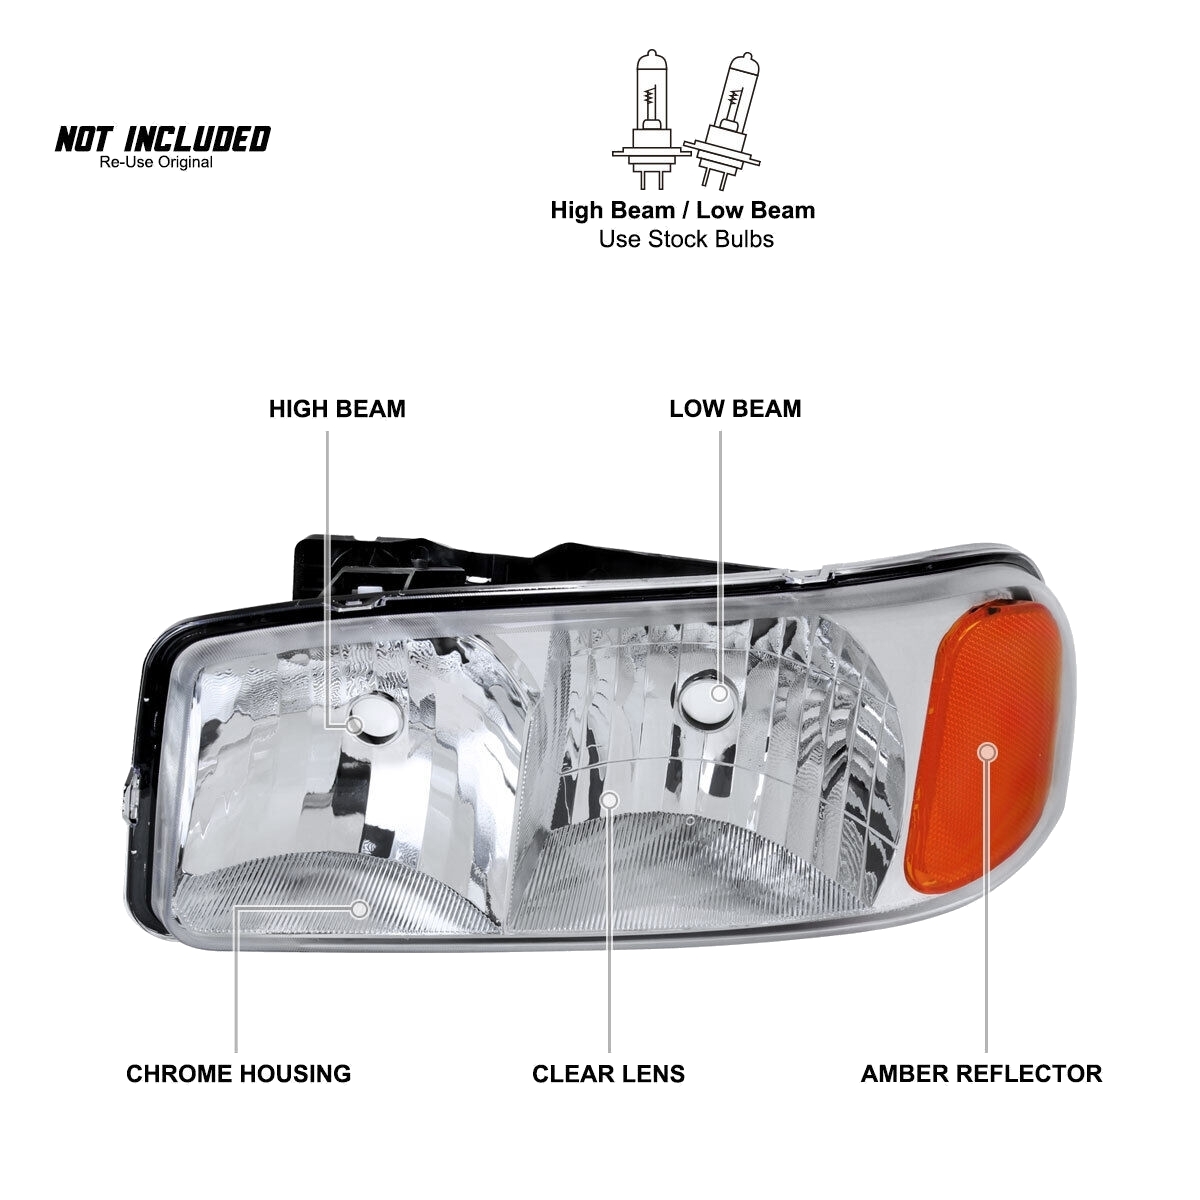 NOT INCLUDED
Re-Use Original
High Beam / Low Beam
Use Stock Bulbs
HIGH BEAM
LOW BEAM
CHROME HOUSING
CLEAR LENS
AMBER REFLECTOR